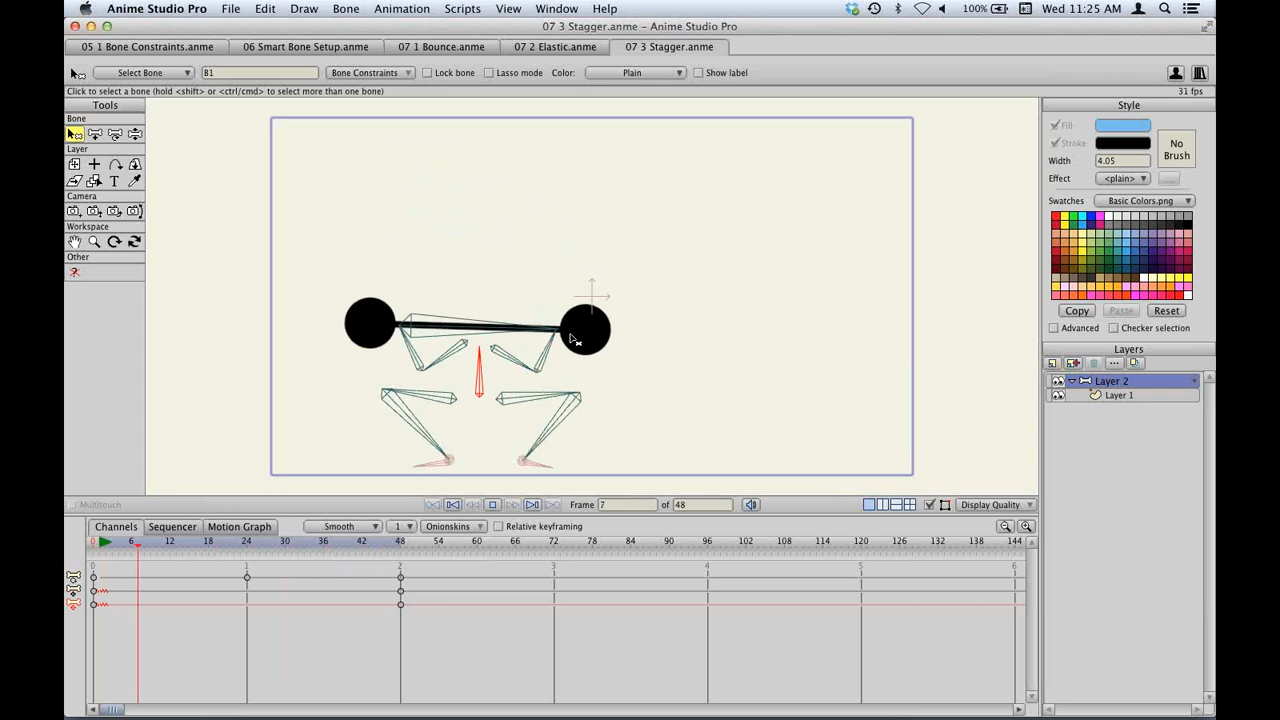 Anime Studio Pro File Edit Draw Bone Animation Scripts View Window Help 100% Wed 11:25 AM
07 3 Stagger.anme – Anime Studio Pro
05 1 Bone Constraints.anme 06 Smart Bone Setup.anme 07 1 Bounce.anme 07 2 Elastic.anme 07 3 Stagger.anme
Select Bone B1 Bone Constraints Lock bone Lasso mode Color: Plain Show label
Click to select a bone (hold <shift> or <ctrl/cmd> to select more than one bone) 31 fps
Tools
Bone
Layer
T
Camera
Workspace
Other
?
Style
Fill
Stroke
No Brush
Width 4.05
Effect <plain> ...
Swatches Basic Colors.png
Copy Paste Reset
Advanced Checker selection
Layers
Layer 2
Layer 1
Multitouch Frame 7 of 48 Display Quality
Channels Sequencer Motion Graph Smooth 1 Onionskins Relative keyframing
0 6 12 18 24 30 36 42 48 54 60 66 72 78 84 90 96 102 108 114 120 126 132 138 144
0 1 2 3 4 5 6